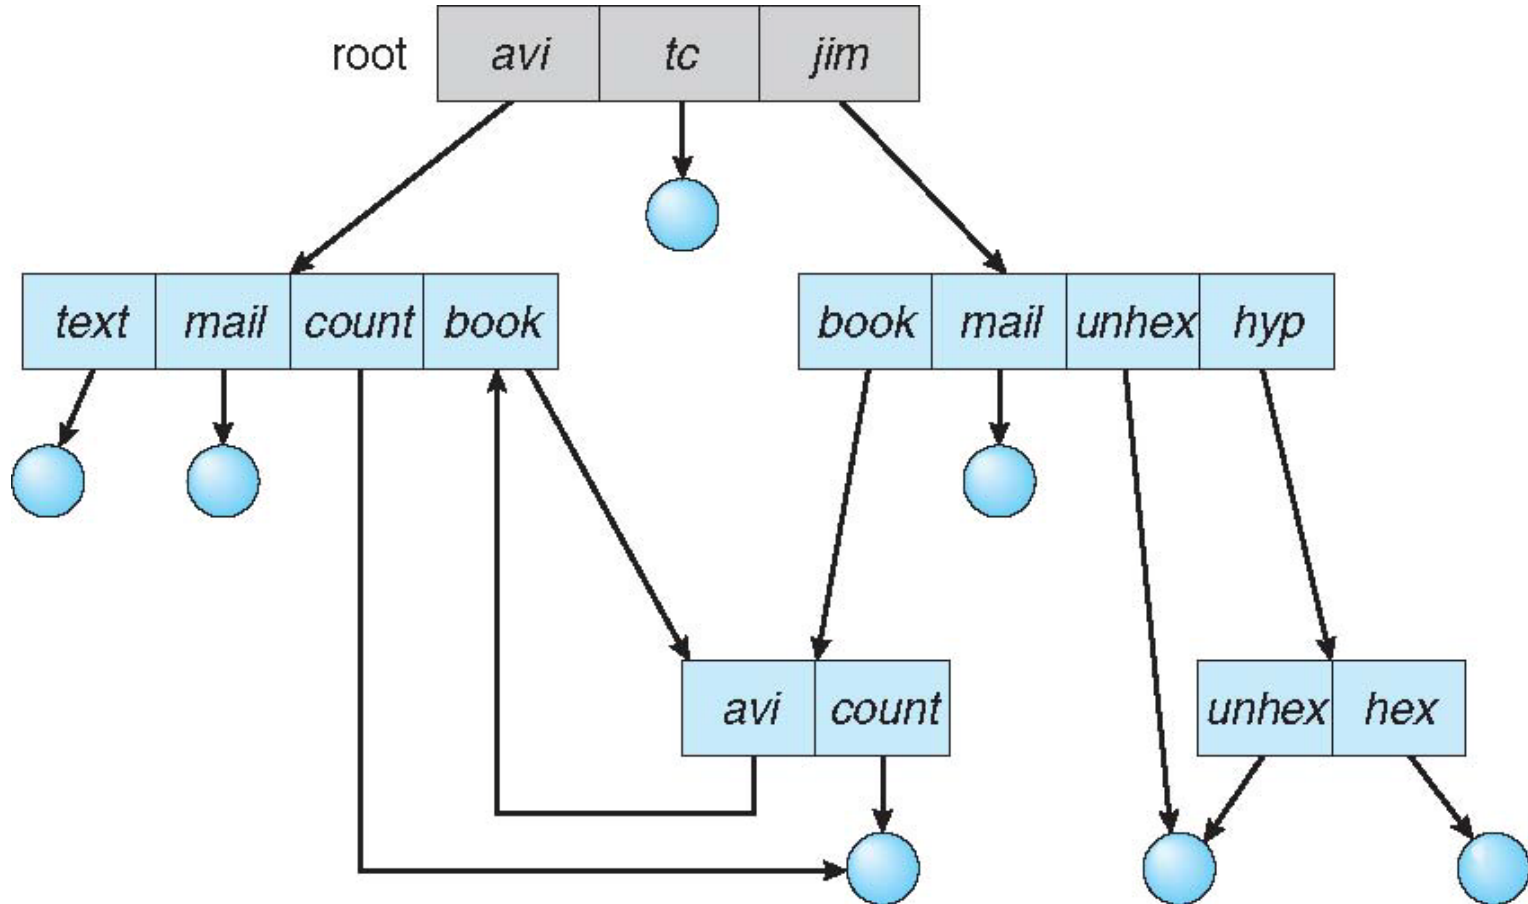 root avi tc jim
text mail count book book mail unhex hyp
avi count unhex hex